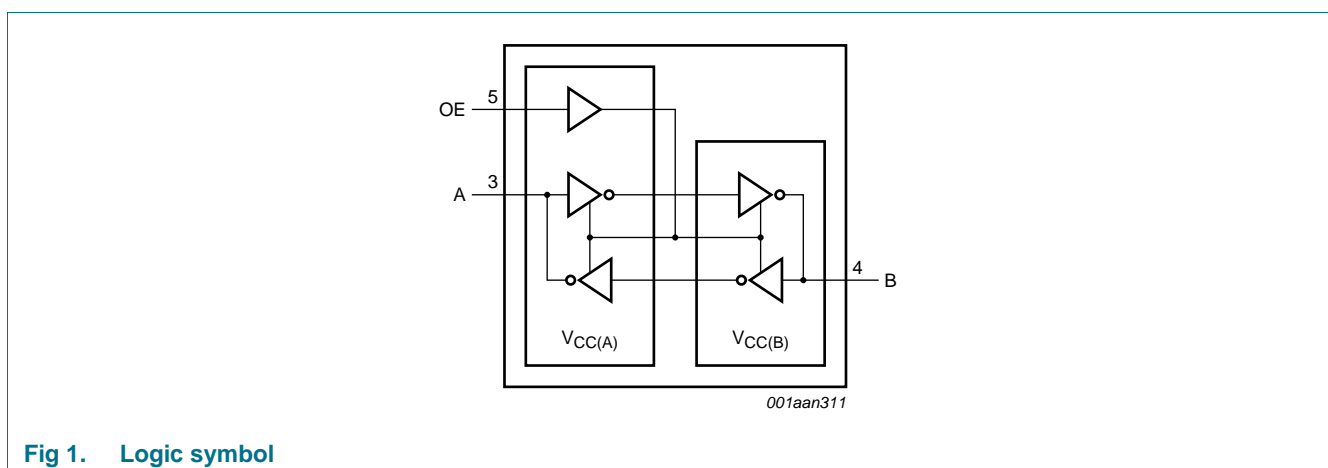 OE
5
A
3
4
B
VCC(A)
VCC(B)
001aan311
Fig 1. Logic symbol